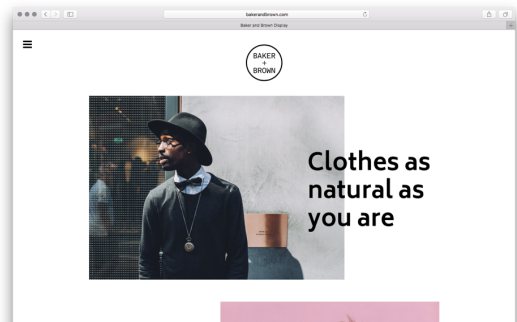 bakerandbrown.com
Baker and Brown Display
BAKER
+
BROWN
Clothes as
natural as
you are